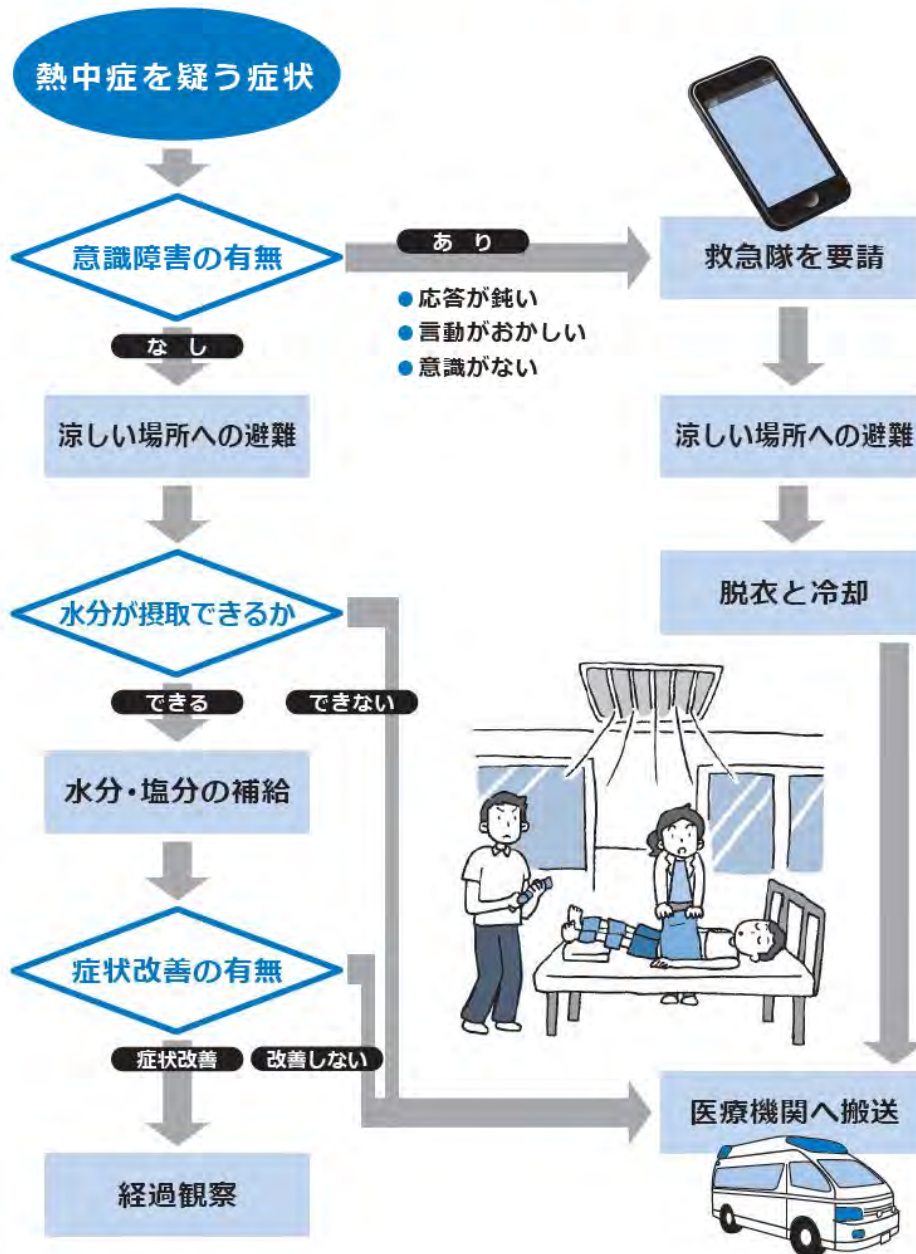 熱中症を疑う症状
意識障害の有無
あり
救急隊を要請
●応答が鈍い
●言動がおかしい
●意識がない
なし
涼しい場所への避難
涼しい場所への避難
水分が摂取できるか
脱衣と冷却
できる
できない
水分・塩分の補給
症状改善の有無
症状改善
改善しない
医療機関へ搬送
経過観察